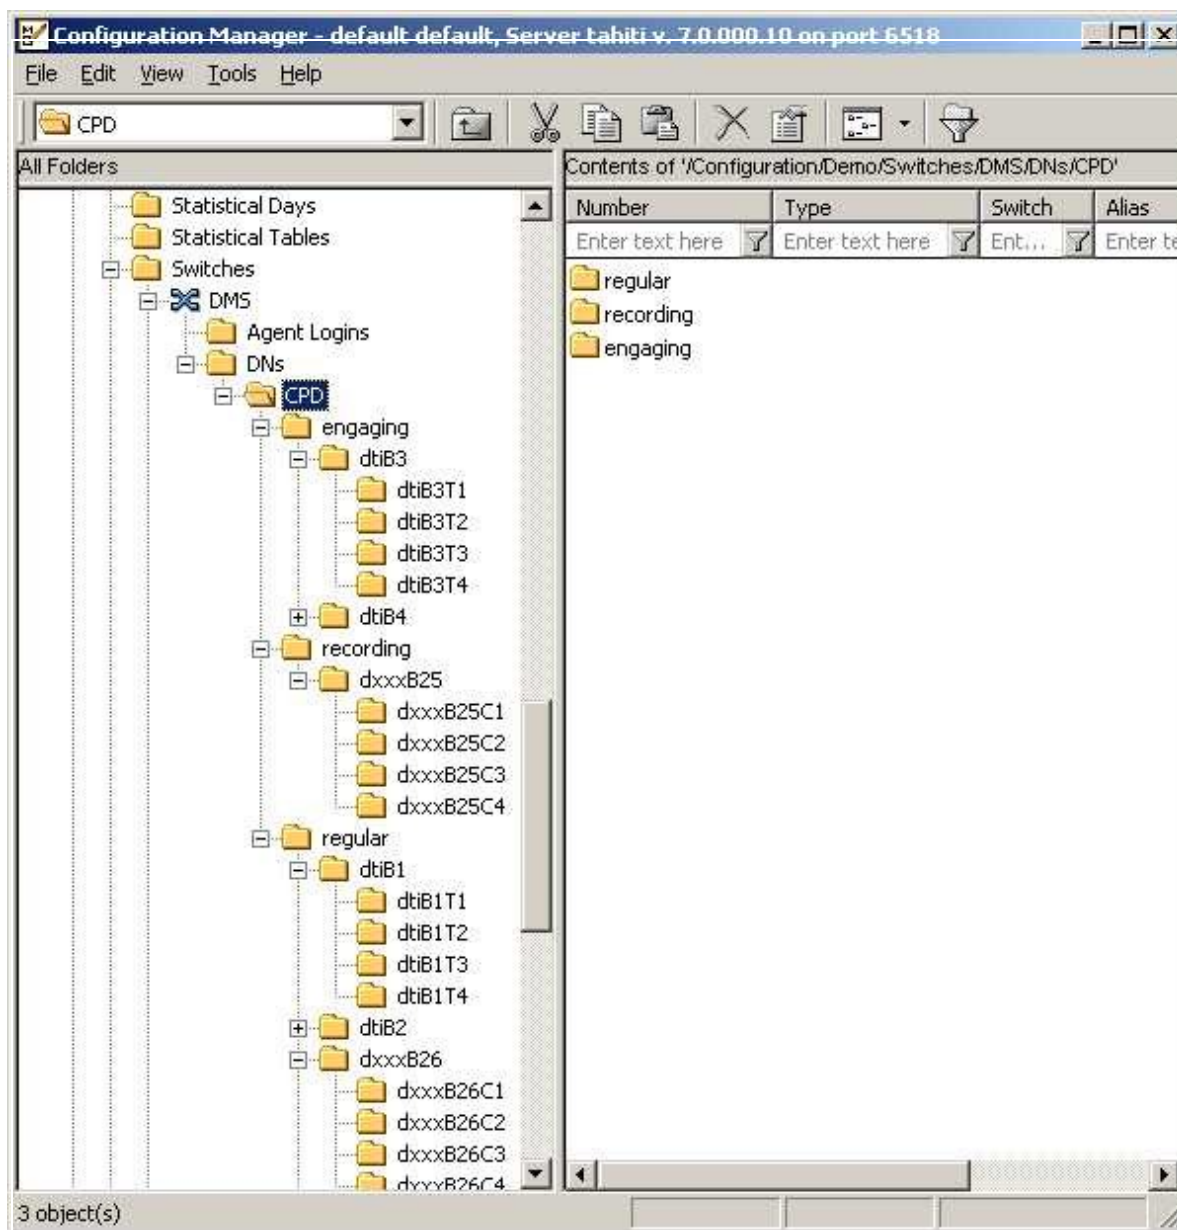 Configuration Manager - default default, Server tahiti v. 7.0.000.10 on port 6518
File Edit View Tools Help
CPD
All Folders
Statistical Days
Statistical Tables
Switches
DMS
Agent Logins
DNs
CPD
engaging
dtiB3
dtiB3T1
dtiB3T2
dtiB3T3
dtiB3T4
dtiB4
recording
dxxxB25
dxxxB25C1
dxxxB25C2
dxxxB25C3
dxxxB25C4
regular
dtiB1
dtiB1T1
dtiB1T2
dtiB1T3
dtiB1T4
dtiB2
dxxxB26
dxxxB26C1
dxxxB26C2
dxxxB26C3
dxxxB26C4
Contents of '/Configuration/Demo/Switches/DMS/DNs/CPD'
Number Type Switch Alias
Enter text here Enter text here Ent... Enter te
regular
recording
engaging
3 object(s)